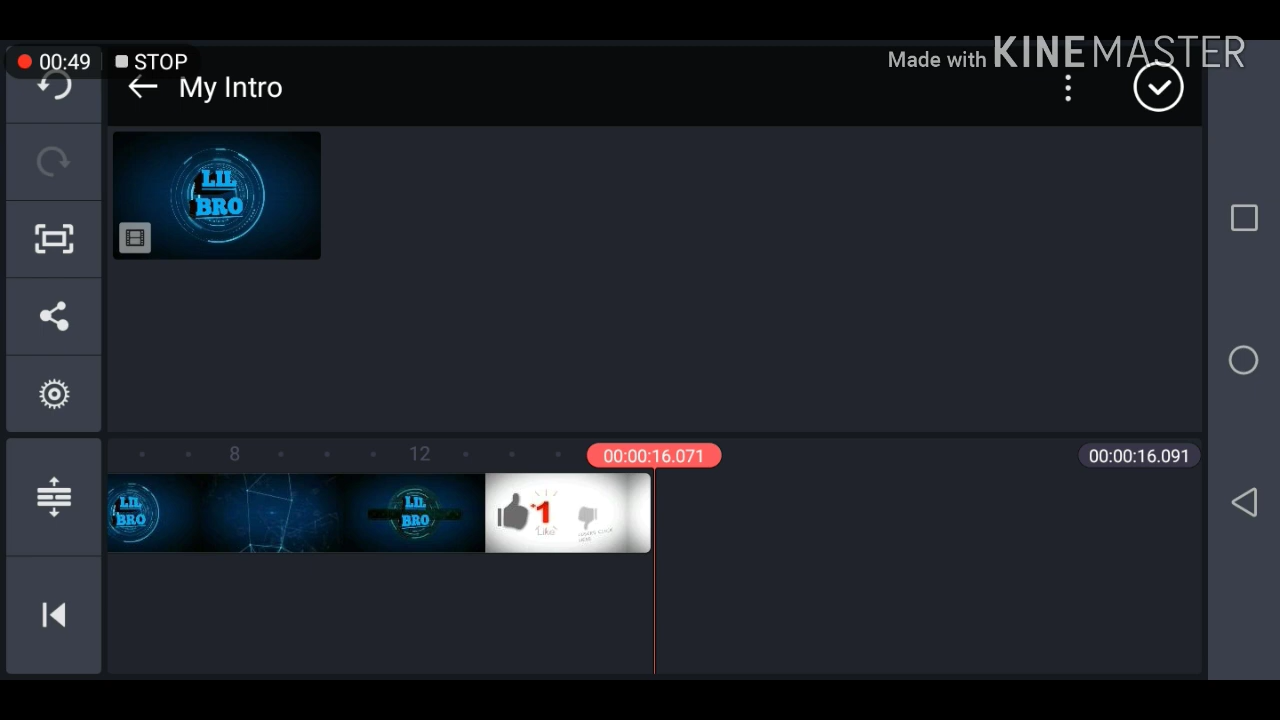 00:49 STOP
Made with KINEMASTER
My Intro
LIL
BRO
8 12 00:00:16.071 00:00:16.091
LIL
BRO
LIL
BRO
+1
Like